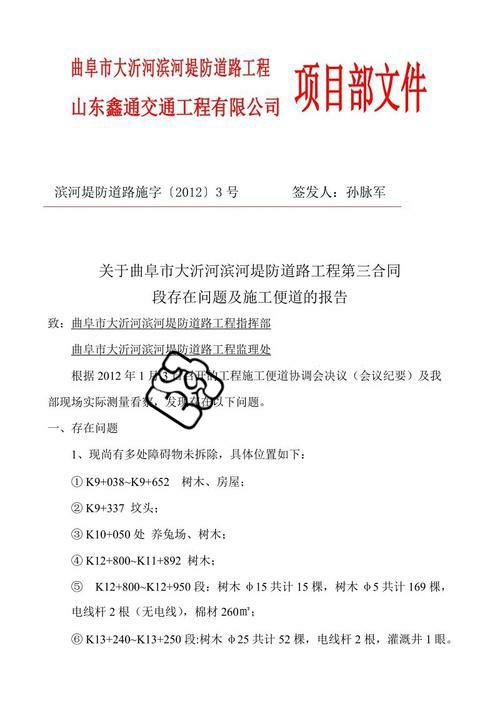 曲阜市大沂河滨河堤防道路工程
山东鑫通交通工程有限公司
项目部文件
滨河堤防道路施字〔2012〕3号 签发人：孙脉军
关于曲阜市大沂河滨河堤防道路工程第三合同
段存在问题及施工便道的报告
致：曲阜市大沂河滨河堤防道路工程指挥部
曲阜市大沂河滨河堤防道路工程监理处
根据 2012 年 1 月 日召开的工程施工便道协调会决议（会议纪要）及我
部现场实际测量看察，发现存在以下问题。
一、存在问题
1、现尚有多处障碍物未拆除，具体位置如下：
① K9+038~K9+652 树木、房屋；
② K9+337 坟头；
③ K10+050 处 养兔场、树木；
④ K12+800~K11+892 树木；
⑤ K12+800~K12+950 段：树木 φ15 共计 15 棵，树木 φ5 共计 169 棵，
电线杆 2 根（无电线），棉材 260㎡；
⑥ K13+240~K13+250 段:树木 φ25 共计 52 棵，电线杆 2 根，灌溉井 1 眼。